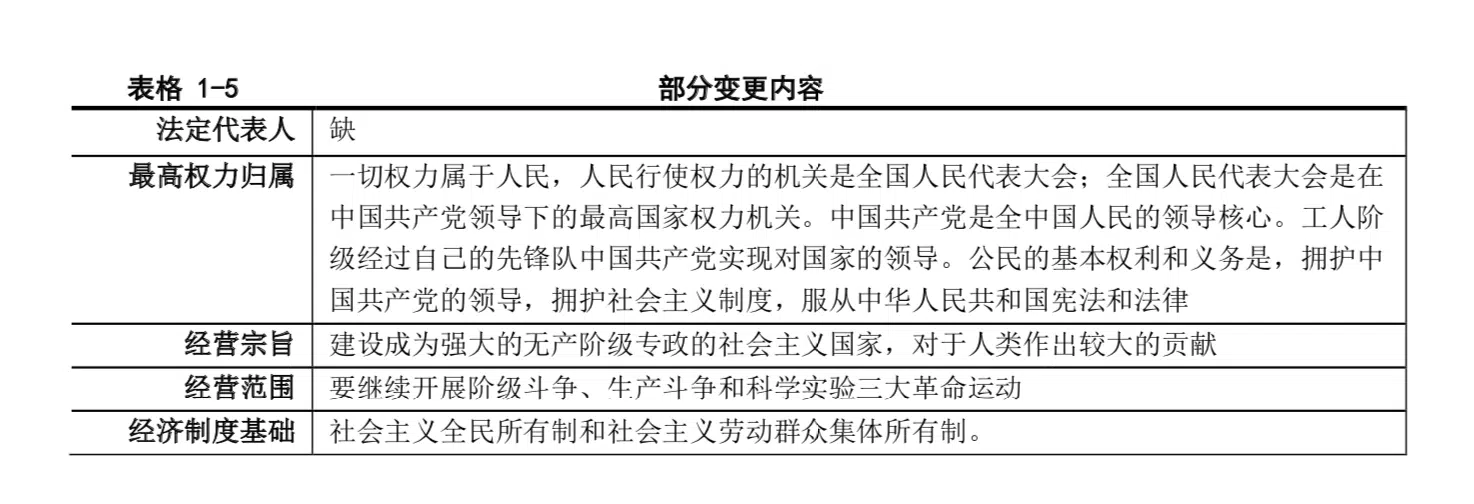 表格 1-5 部分变更内容
法定代表人 缺
最高权力归属 一切权力属于人民，人民行使权力的机关是全国人民代表大会；全国人民代表大会是在
中国共产党领导下的最高国家权力机关。中国共产党是全中国人民的领导核心。工人阶
级经过自己的先锋队中国共产党实现对国家的领导。公民的基本权利和义务是，拥护中
国共产党的领导，拥护社会主义制度，服从中华人民共和国宪法和法律
经营宗旨 建设成为强大的无产阶级专政的社会主义国家，对于人类作出较大的贡献
经营范围 要继续开展阶级斗争、生产斗争和科学实验三大革命运动
经济制度基础 社会主义全民所有制和社会主义劳动群众集体所有制。